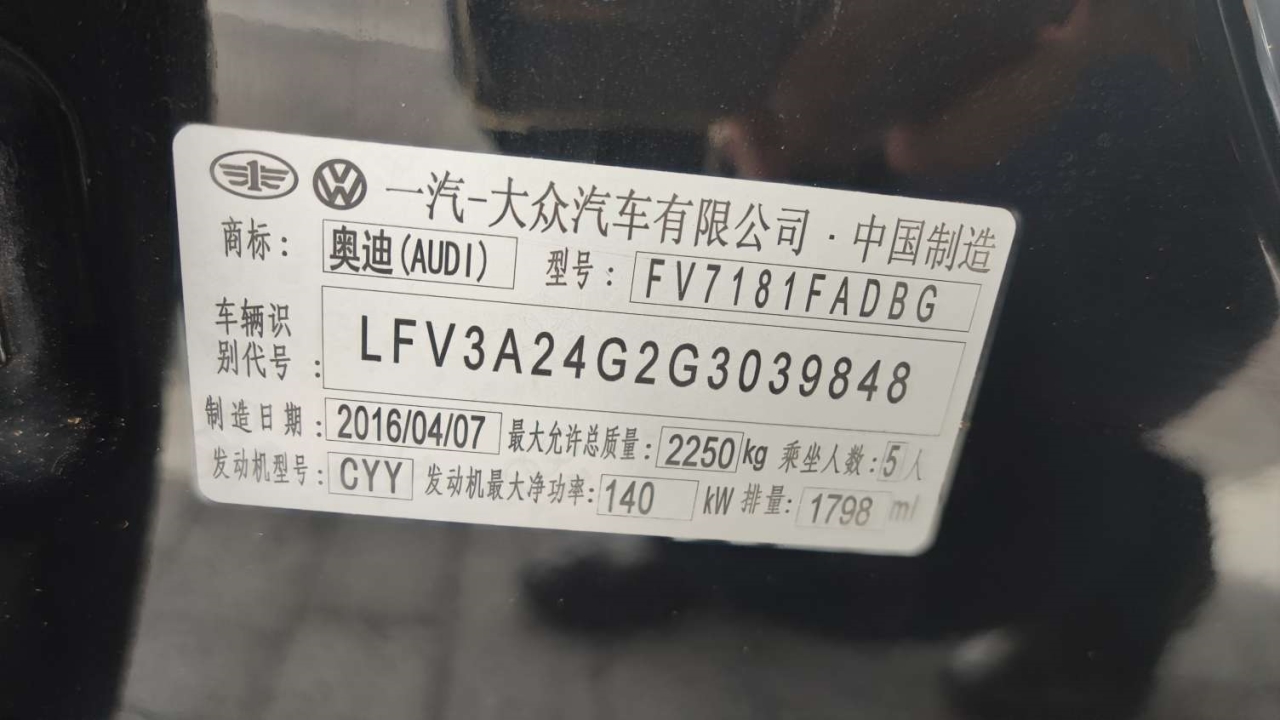 一汽-大众汽车有限公司·中国制造
商标: 奥迪(AUDI) 型号: FV7181FADBG
车辆识
别代号: LFV3A24G2G3039848
制造日期: 2016/04/07 最大允许总质量: 2250kg 乘坐人数: 5人
发动机型号: CYY 发动机最大净功率: 140 kW 排量: 1798 ml